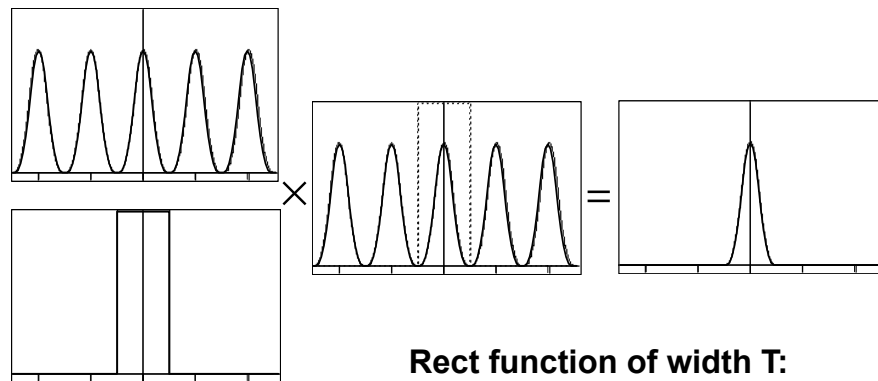 ×
=
Rect function of width T: